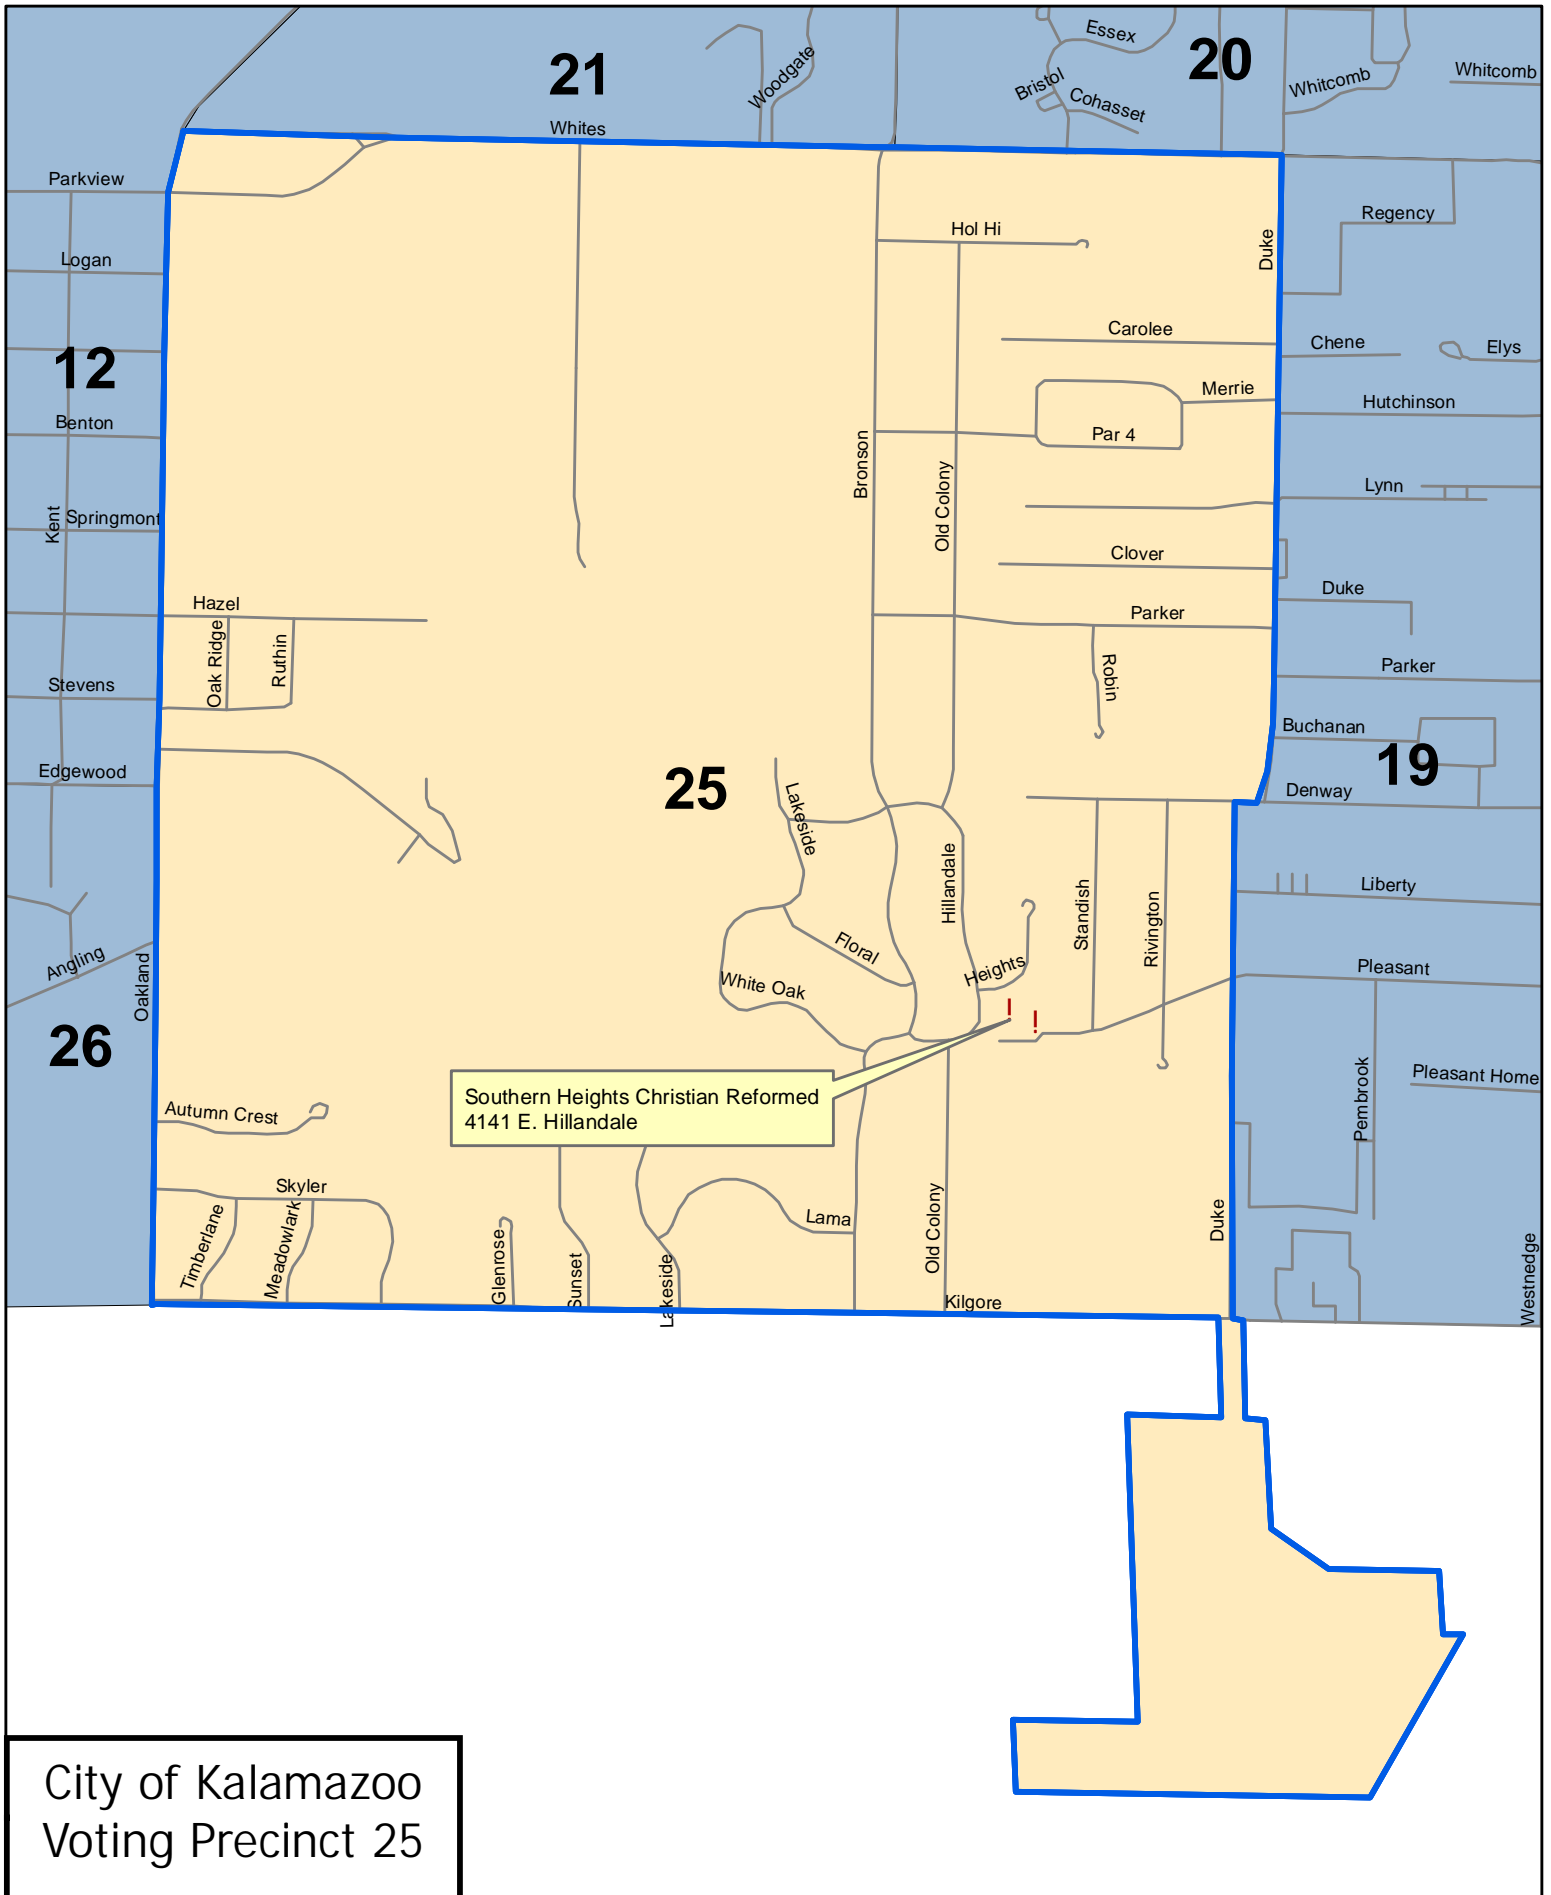 Essex
20
21
Woodgate
Whitcomb
Whitcomb
Bristol
Cohasset
Whites
Parkview
Regency
Hol Hi
Duke
Logan
Carolee
Chene
Elys
12
Merrie
Hutchinson
Benton
Par 4
Bronson
Old Colony
Lynn
Kent
Springmont
Clover
Duke
Hazel
Parker
Oak Ridge
Ruthin
Robin
Parker
Stevens
Buchanan
19
Edgewood
25
Denway
Lakeside
Hillandale
Liberty
Standish
Rivington
Floral
Angling
Oakland
Heights
Pleasant
White Oak
!
!
26
Pembrook
Pleasant Home
Southern Heights Christian Reformed
4141 E. Hillandale
Autumn Crest
Skyler
Timberlane
Meadowlark
Lama
Old Colony
Duke
Glenrose
Sunset
Lakeside
Kilgore
Westnedge
City of Kalamazoo
Voting Precinct 25